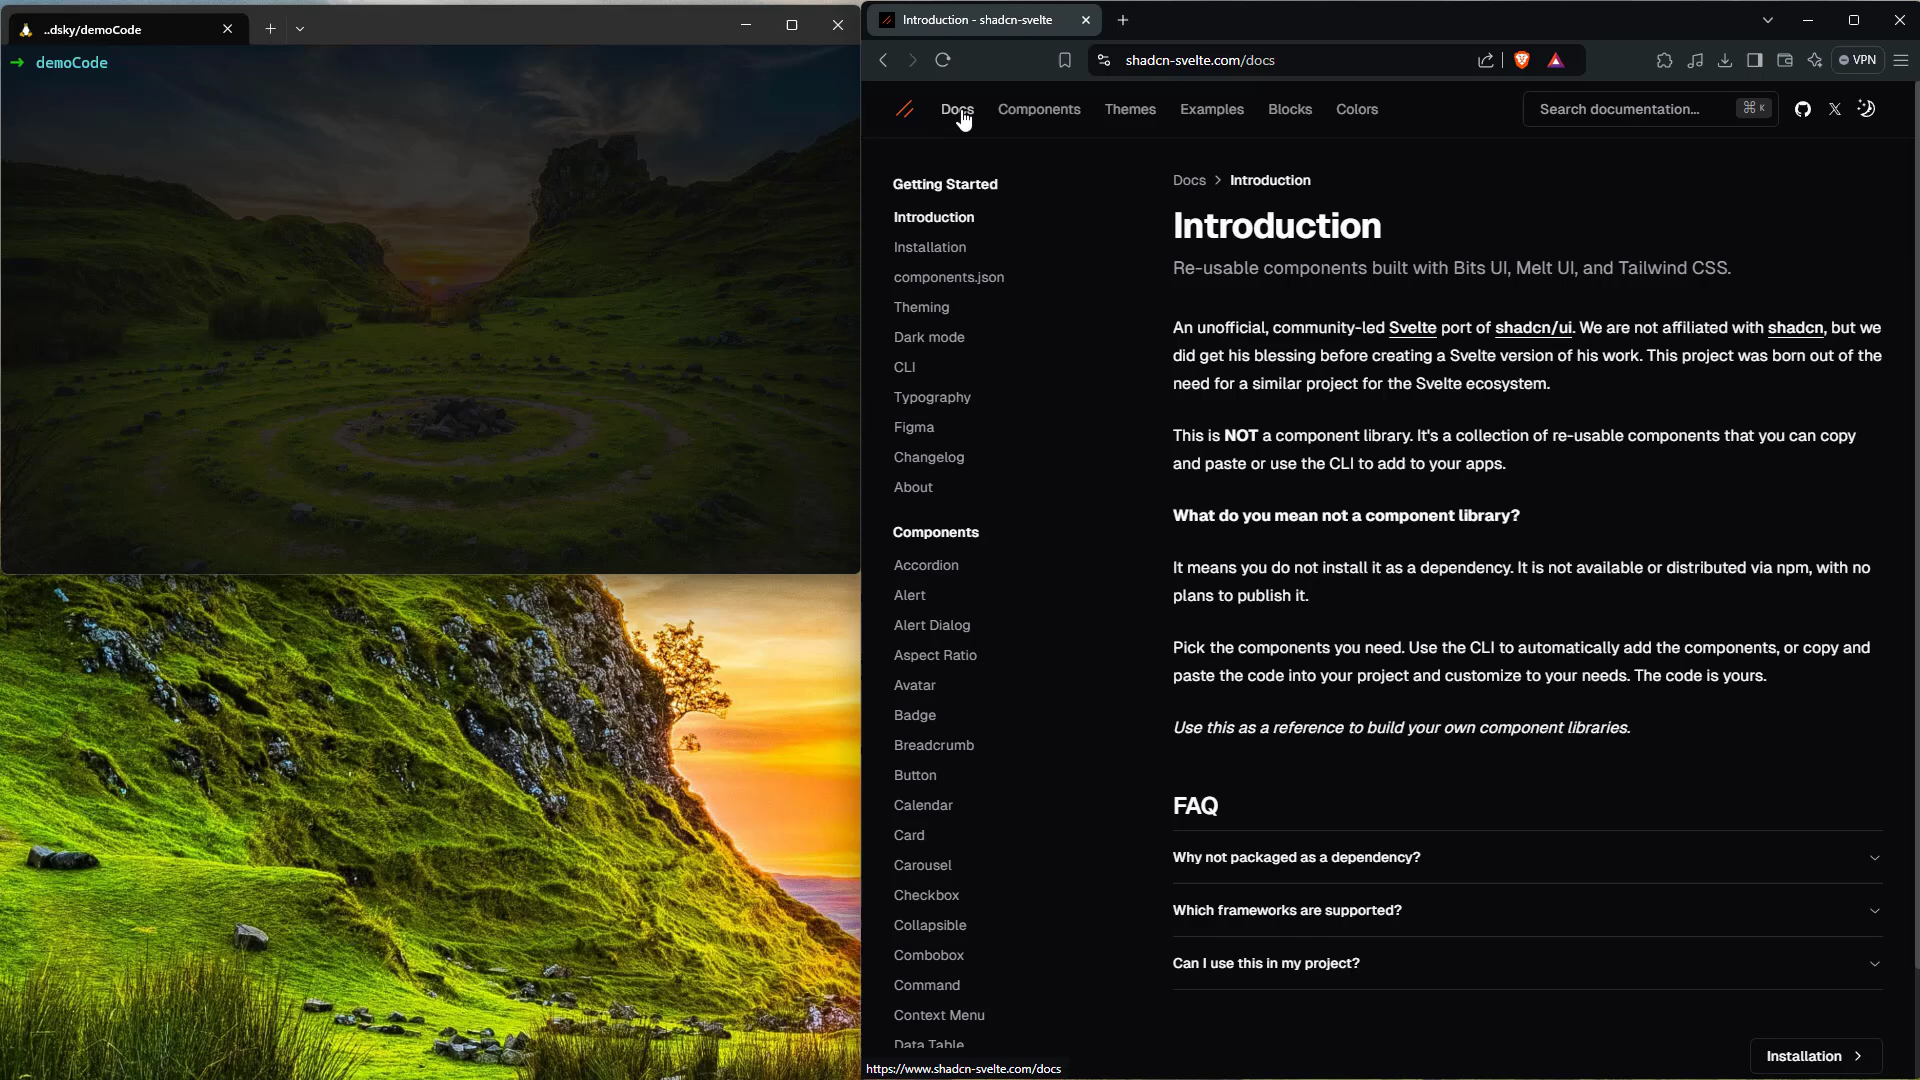 ..dsky/demoCode
➜ demoCode
Introduction - shadcn-svelte
shadcn-svelte.com/docs
VPN
Docs
Components
Themes
Examples
Blocks
Colors
Search documentation...
⌘ K
Getting Started
Introduction
Installation
components.json
Theming
Dark mode
CLI
Typography
Figma
Changelog
About
Components
Accordion
Alert
Alert Dialog
Aspect Ratio
Avatar
Badge
Breadcrumb
Button
Calendar
Card
Carousel
Checkbox
Collapsible
Combobox
Command
Context Menu
Data Table
Docs > Introduction
Introduction
Re-usable components built with Bits UI, Melt UI, and Tailwind CSS.
An unofficial, community-led Svelte port of shadcn/ui. We are not affiliated with shadcn, but we
did get his blessing before creating a Svelte version of his work. This project was born out of the
need for a similar project for the Svelte ecosystem.
This is NOT a component library. It's a collection of re-usable components that you can copy
and paste or use the CLI to add to your apps.
What do you mean not a component library?
It means you do not install it as a dependency. It is not available or distributed via npm, with no
plans to publish it.
Pick the components you need. Use the CLI to automatically add the components, or copy and
paste the code into your project and customize to your needs. The code is yours.
Use this as a reference to build your own component libraries.
FAQ
Why not packaged as a dependency?
Which frameworks are supported?
Can I use this in my project?
Installation >
https://www.shadcn-svelte.com/docs